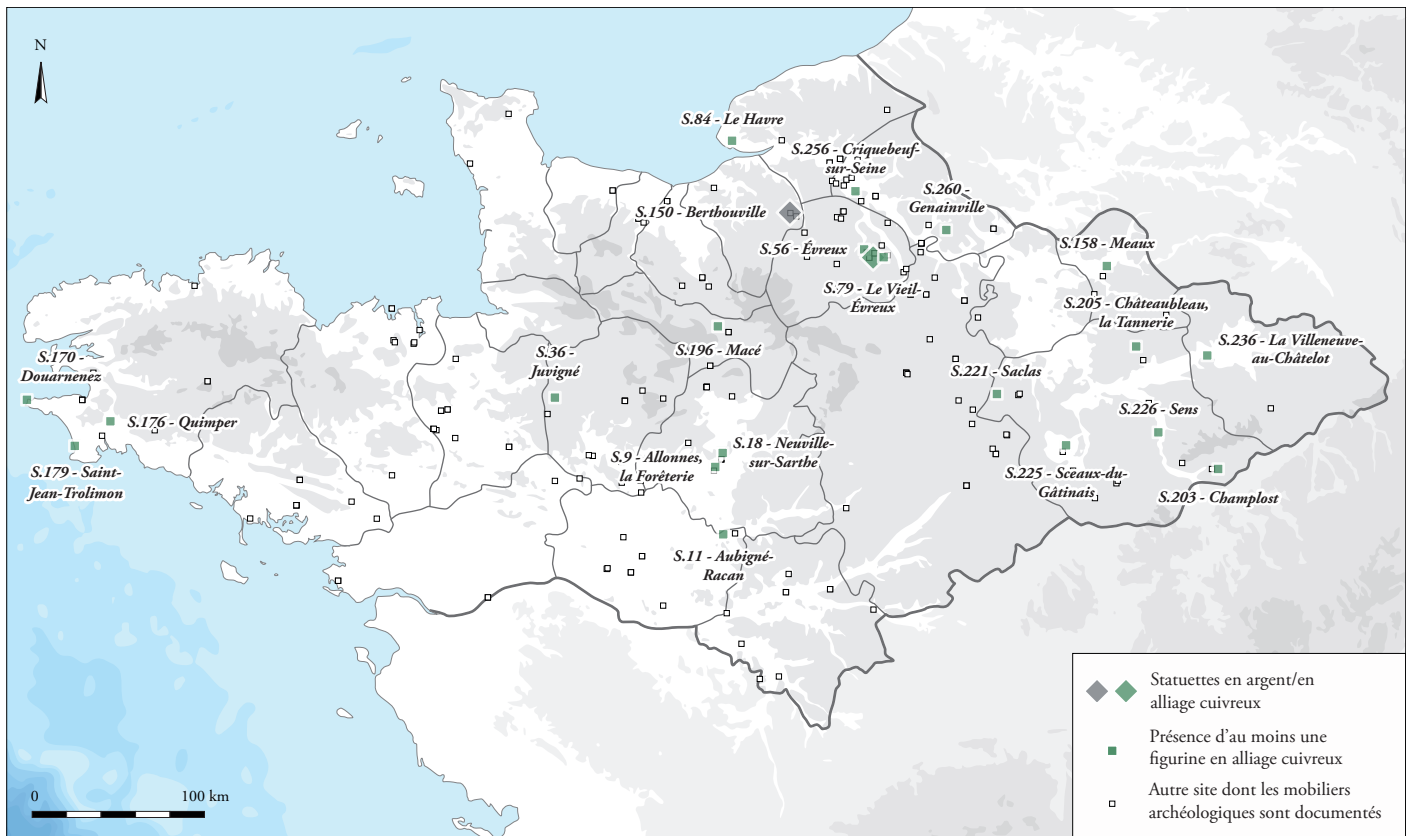 N
S.84 - Le Havre
S.256 - Criquebeuf-
sur-Seine
S.260 -
Genainville
S.150 - Berthouville
S.56 - Évreux
S.158 - Meaux
S.79 - Le Vieil-
Évreux
S.205 - Châteaubleau,
la Tannerie
S.236 - La Villeneuve-
au-Châtelot
S.170 -
Douarnenez
S.36 -
Juvigné
S.196 - Macé
S.221 - Saclas
S.176 - Quimper
S.226 - Sens
S.18 - Neuville-
sur-Sarthe
S.9 - Allonnes,
la Forêterie
S.179 - Saint-
Jean-Trolimon
S.225 - Sceaux-du-
Gâtinais
S.203 - Champlost
S.11 - Aubigné-
Racan
Statuettes en argent/en
alliage cuivreux
Présence d'au moins une
figurine en alliage cuivreux
Autre site dont les mobiliers
archéologiques sont documentés
0 100 km